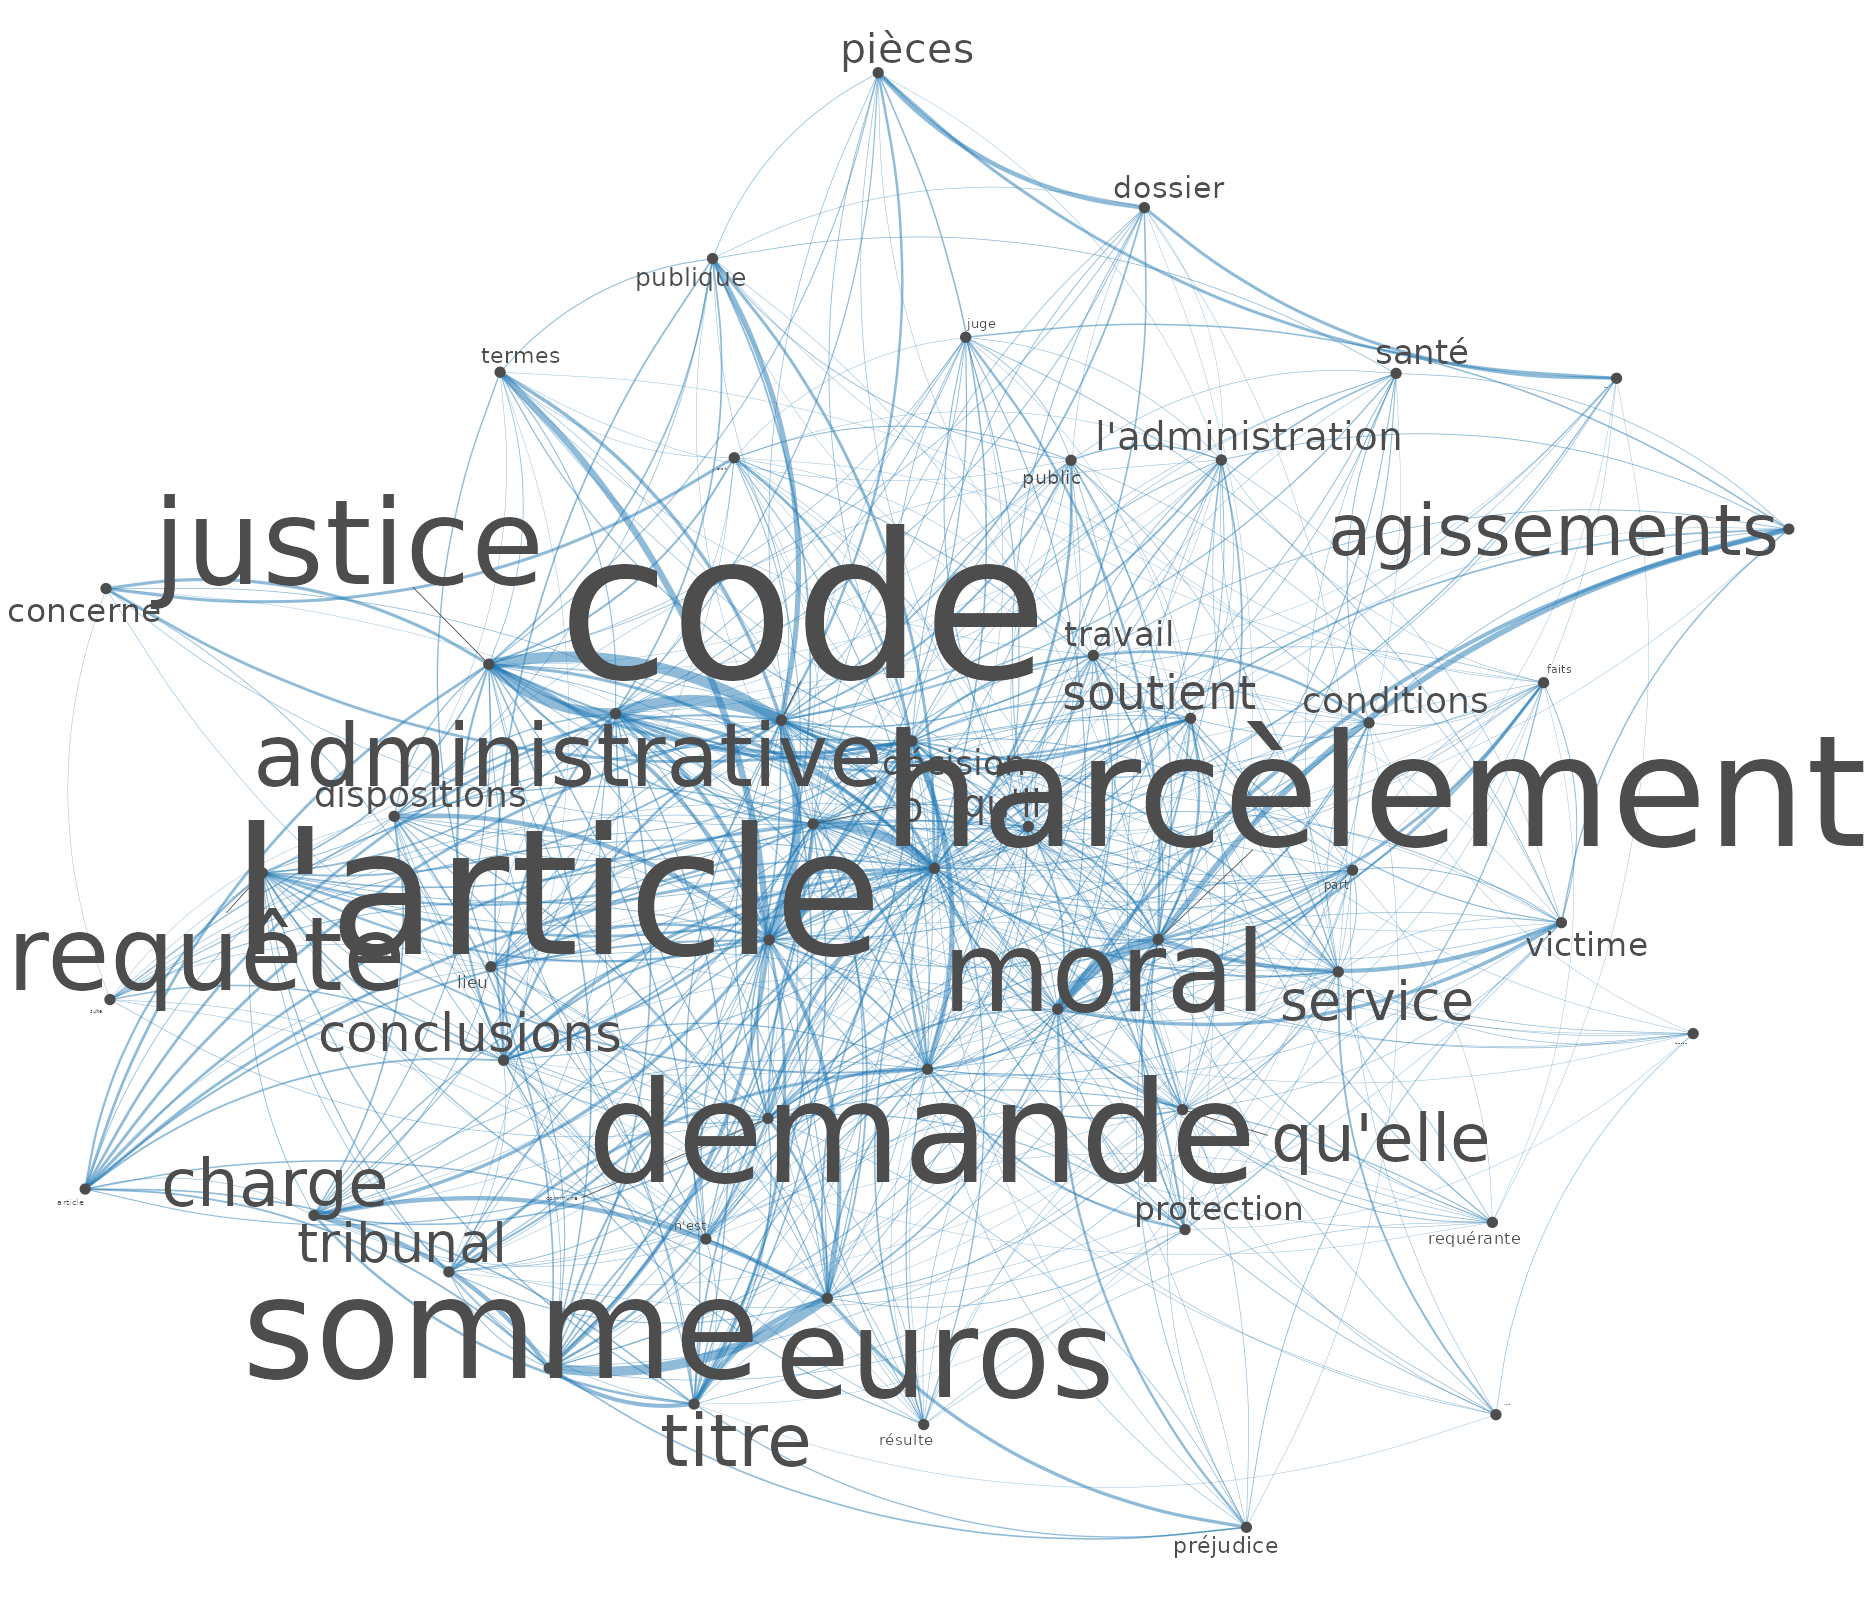 pièces
dossier
publique
juge
termes
santé
l'administration
...
public
justice
code
agissements
concerne
travail
soutient
faits
conditions
administrative
décision
harcèlement
dispositions
qu'il
l'article
part
requête
moral
victime
lieu
service
conclusions
demande
qu'elle
charge
article
protection
tribunal
n'est
requérante
somme
euros
titre
résulte
préjudice